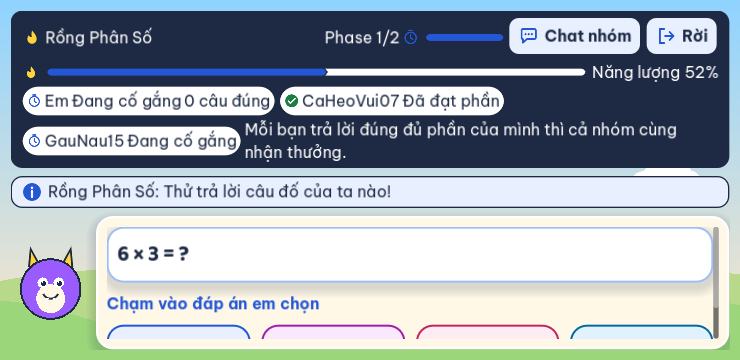 Rồng Phân Số
Phase 1/2
Chat nhóm
Rời
Năng lượng 52%
Em Đang cố gắng 0 câu đúng
CaHeoVui07 Đã đạt phần
GauNau15 Đang cố gắng
Mỗi bạn trả lời đúng đủ phần của mình thì cả nhóm cùng
nhận thưởng.
Rồng Phân Số: Thử trả lời câu đố của ta nào!
6 × 3 = ?
Chạm vào đáp án em chọn